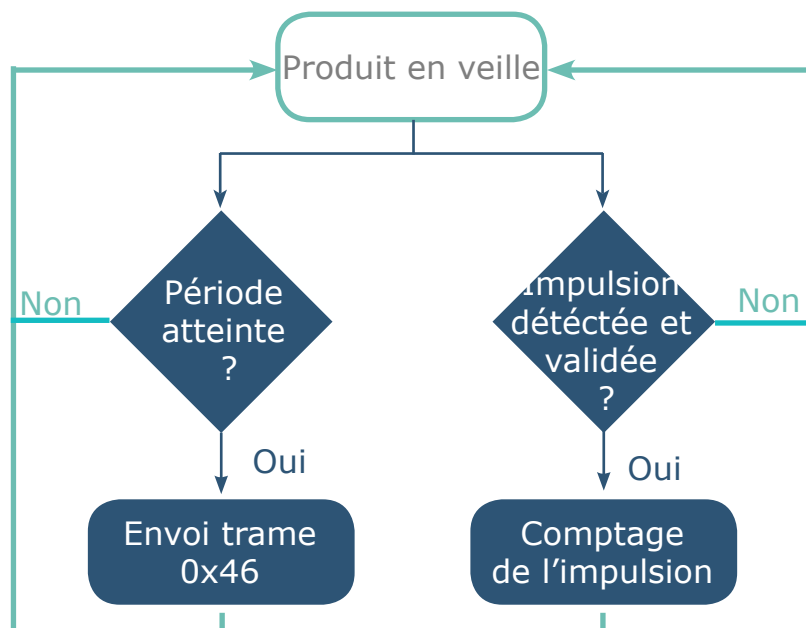 Produit en veille
Période
atteinte
?
Non
Oui
Envoi trame
0x46
Impulsion
détéctée et
validée
?
Non
Oui
Comptage
de l’impulsion